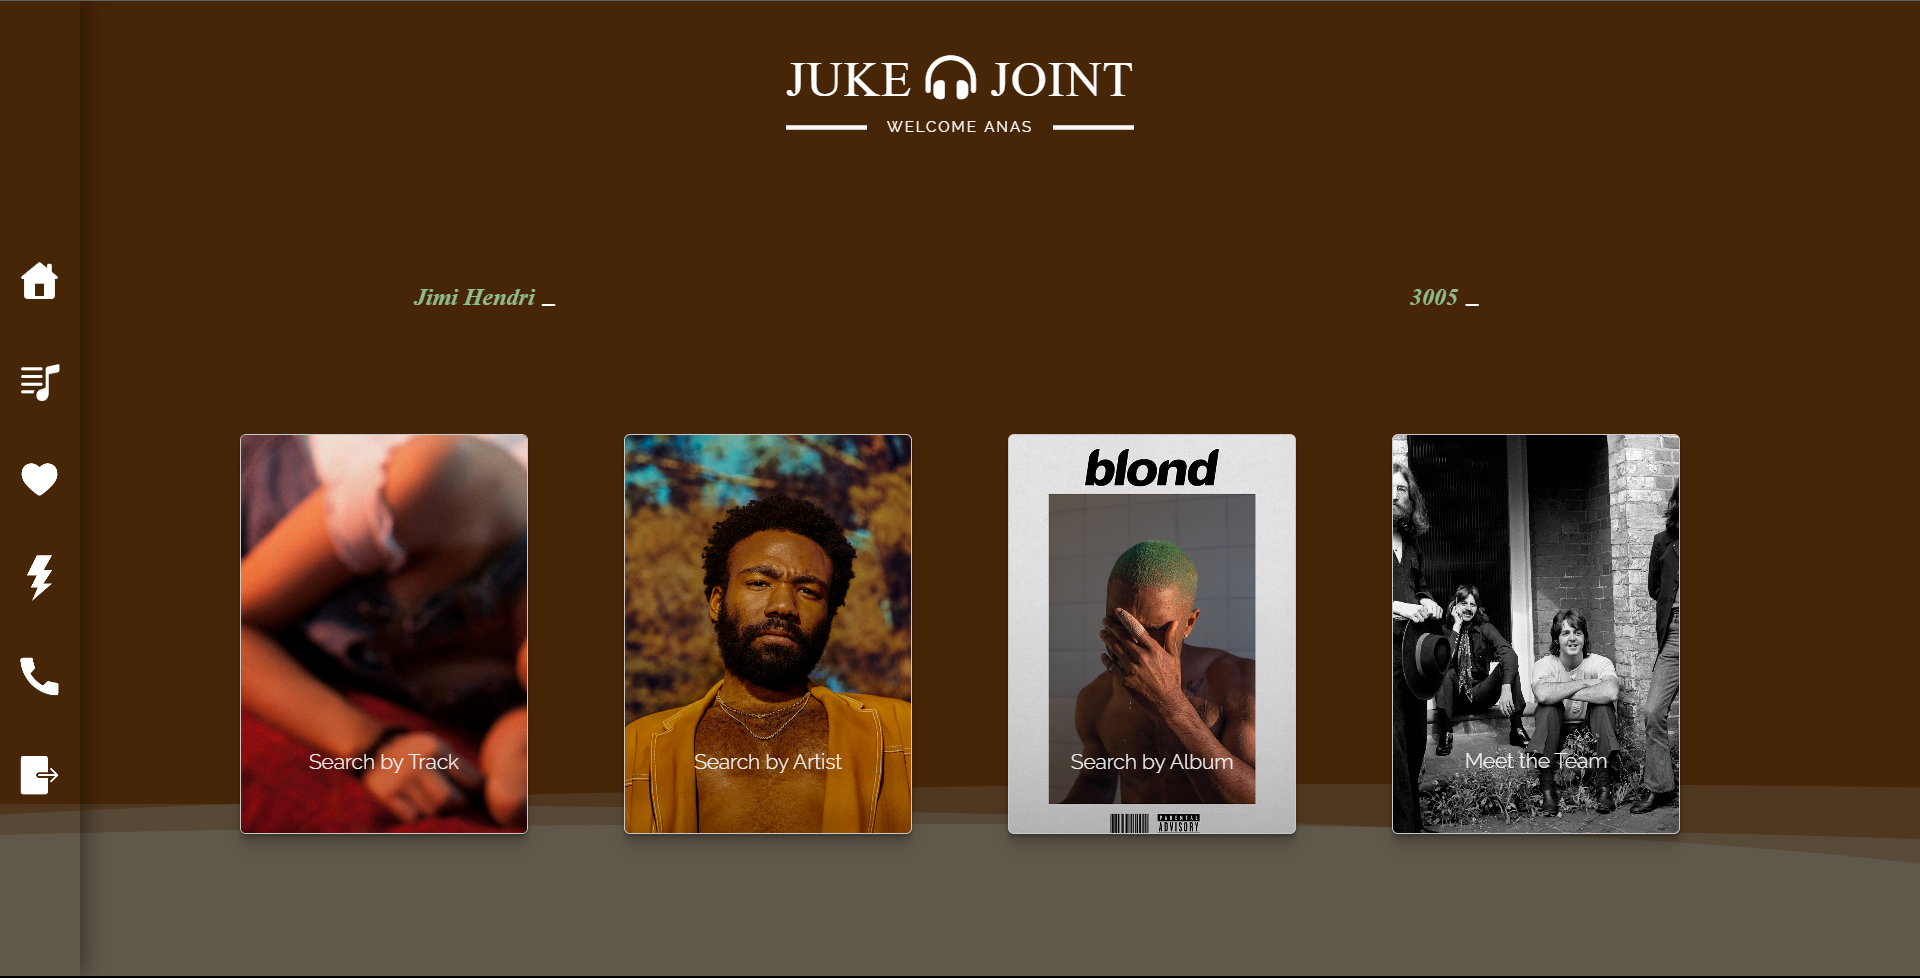 JUKE JOINT
WELCOME ANAS
Jimi Hendri _
3005 _
blond
Search by Track
Search by Artist
Search by Album
Meet the Team
PARENTAL
ADVISORY